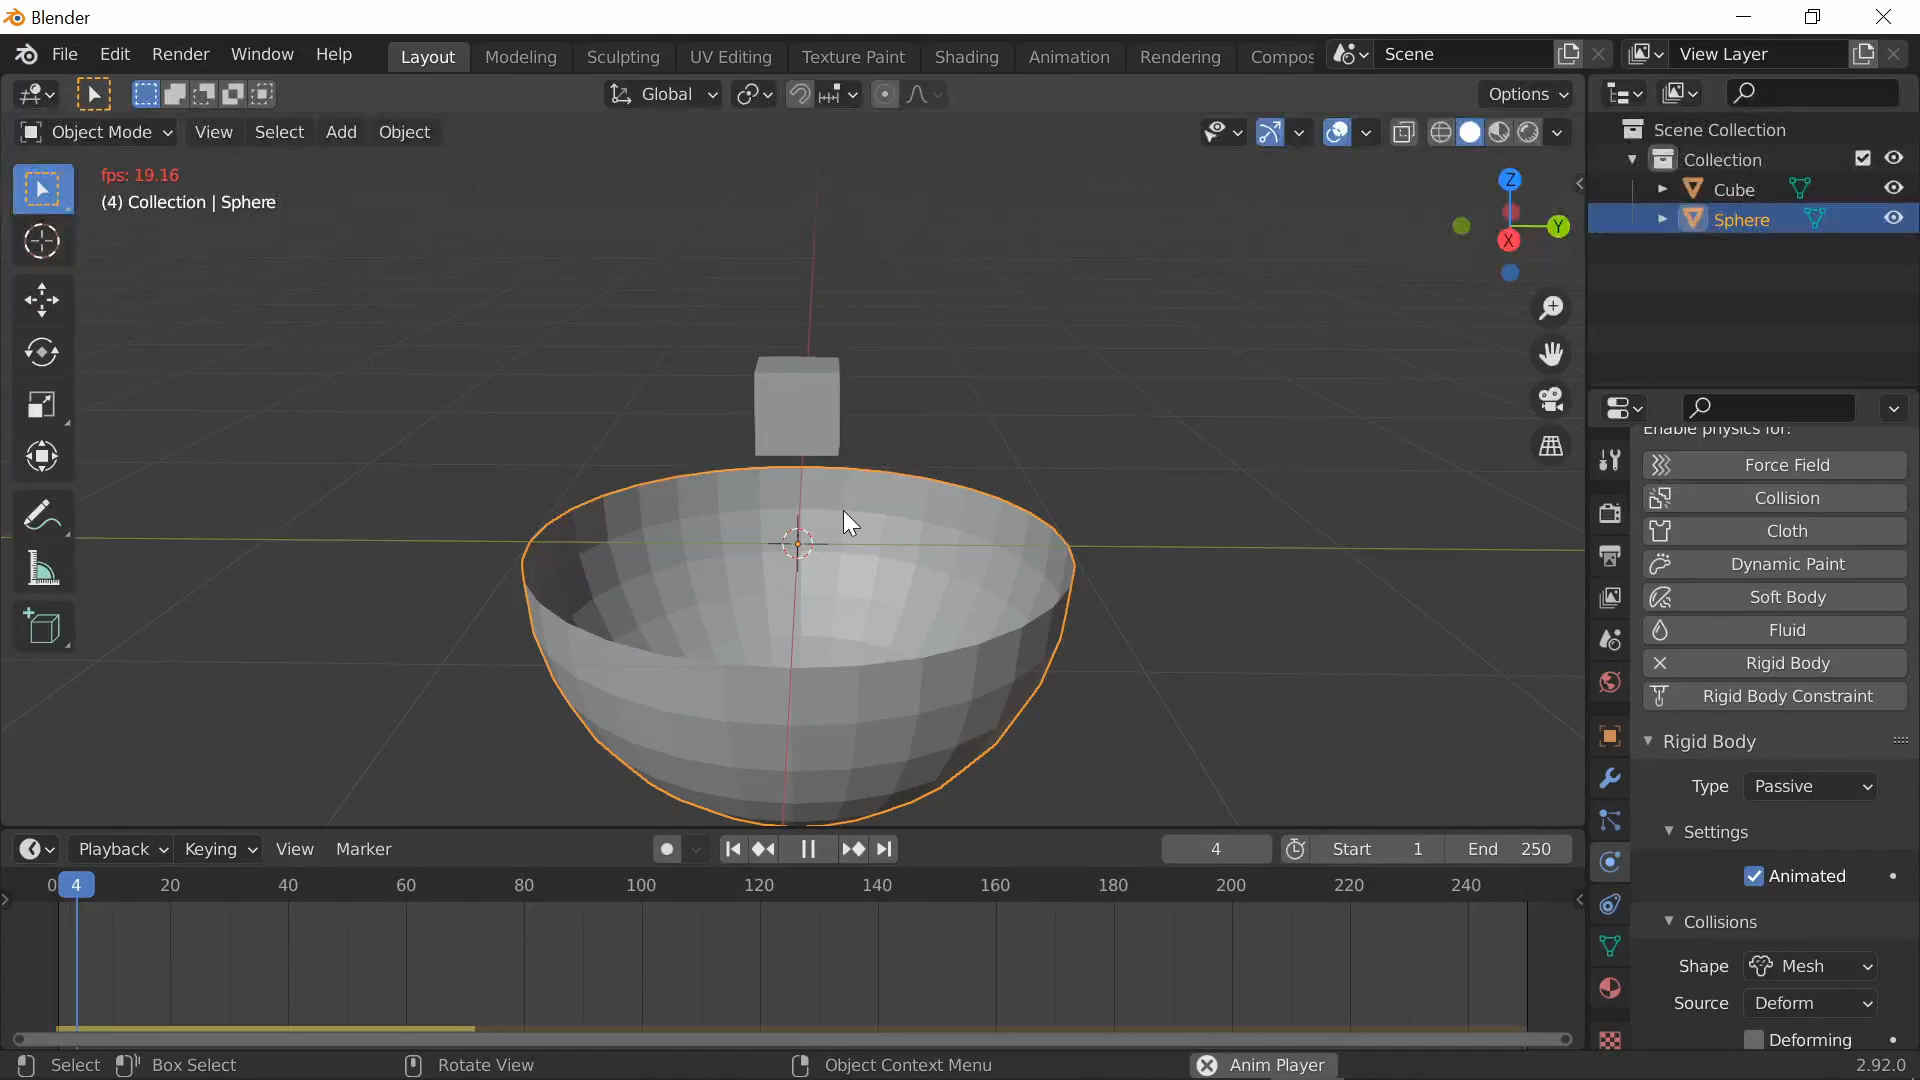 Blender
File Edit Render Window Help Layout Modeling Sculpting UV Editing Texture Paint Shading Animation Rendering Compos Scene View Layer
Global Options
Object Mode View Select Add Object
fps: 19.16
(4) Collection | Sphere
Z
Y
X
Scene Collection
Collection
Cube
Sphere
Enable physics for:
Force Field
Collision
Cloth
Dynamic Paint
Soft Body
Fluid
Rigid Body
Rigid Body Constraint
Rigid Body
Type Passive
Settings
Animated
Collisions
Shape Mesh
Source Deform
Deforming
Playback Keying View Marker 4 Start 1 End 250
0 4 20 40 60 80 100 120 140 160 180 200 220 240
Select Box Select Rotate View Object Context Menu Anim Player 2.92.0